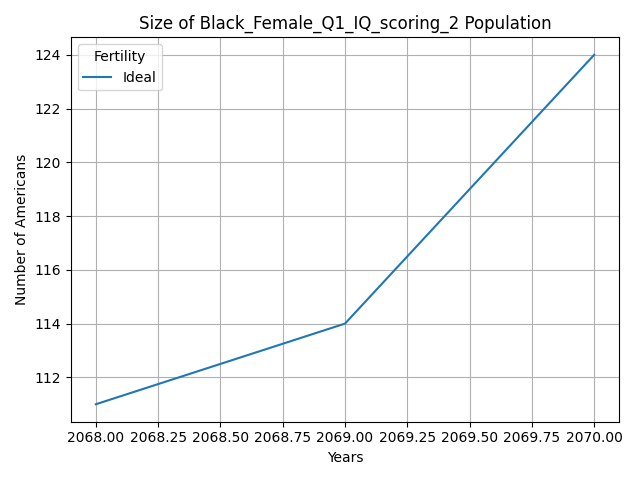 Size of Black_Female_Q1_IQ_scoring_2 Population
Fertility
Ideal
Number of Americans
124
122
120
118
116
114
112
2068.00 2068.25 2068.50 2068.75 2069.00 2069.25 2069.50 2069.75 2070.00
Years